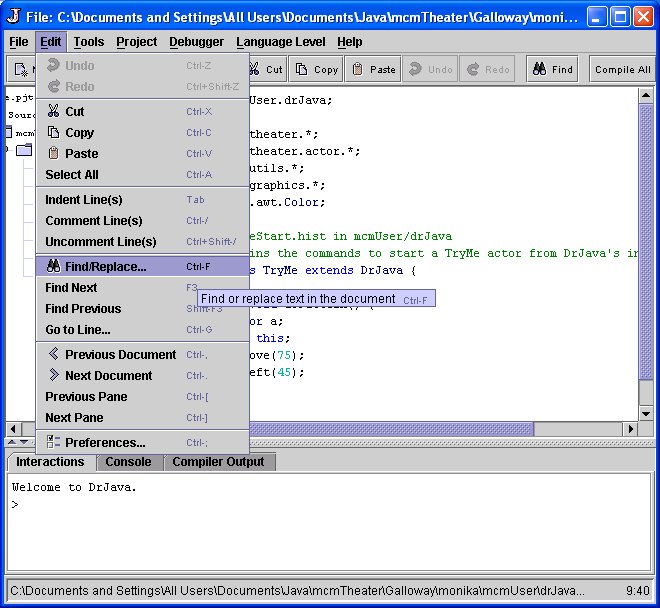 File: C:\Documents and Settings\All Users\Documents\Java\mcmTheater\Galloway\monik...
File Edit Tools Project Debugger Language Level Help
Cut Copy Paste Undo Redo Find Compile All
Undo Ctrl-Z
Redo Ctrl+Shift-Z
Cut Ctrl-X
Copy Ctrl-C
Paste Ctrl-V
Select All Ctrl-A
Indent Line(s) Tab
Comment Line(s) Ctrl-/
Uncomment Line(s) Ctrl+Shift-/
Find/Replace... Ctrl-F
Find Next F3
Find Previous Shift-F3
Go to Line... Ctrl-G
Previous Document Ctrl-,
Next Document Ctrl-.
Previous Pane Ctrl-[
Next Pane Ctrl-]
Preferences... Ctrl-;
Find or replace text in the document Ctrl-F
e.pjt
Sourc
mcmU
User.drJava;
theater.*;
theater.actor.*;
utils.*;
graphics.*;
.awt.Color;
eStart.hist in mcmUser/drJava
ins the commands to start a TryMe actor from DrJava's in
s TryMe extends DrJava {
or a;
this;
ove(75);
eft(45);
Interactions Console Compiler Output
Welcome to DrJava.
>
C:\Documents and Settings\All Users\Documents\Java\mcmTheater\Galloway\monika\mcmUser\drJava... 9:40